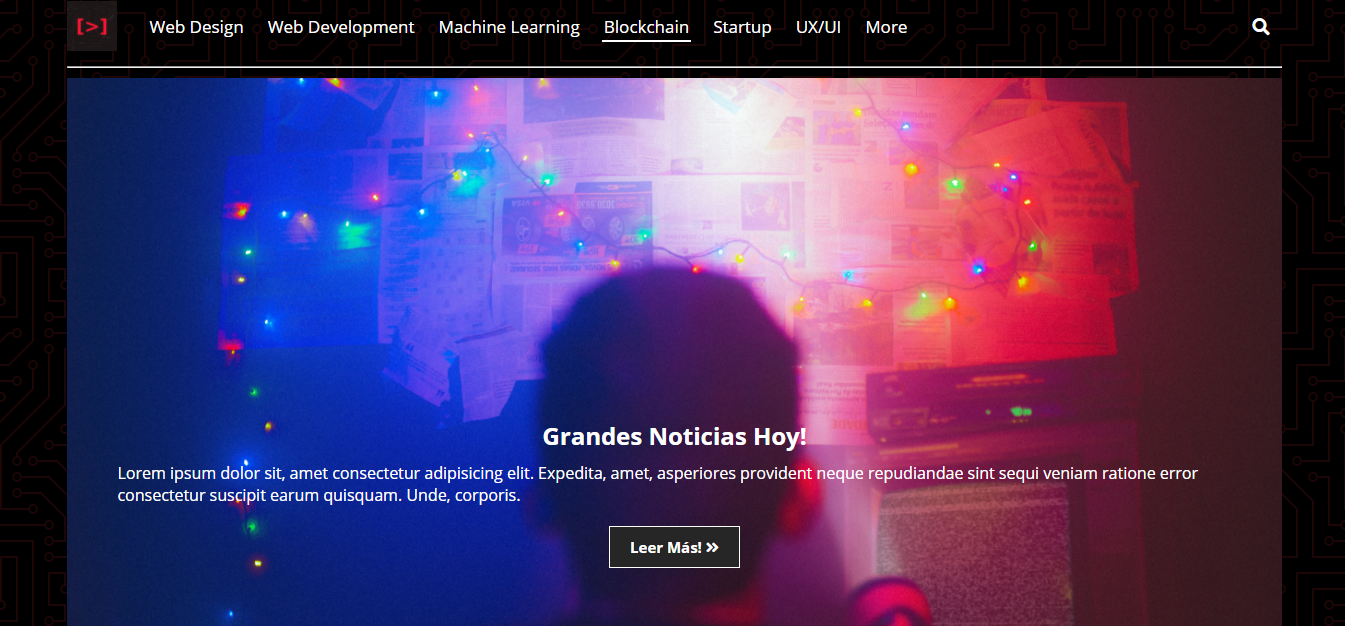 [>]
Web Design Web Development Machine Learning Blockchain Startup UX/UI More
Grandes Noticias Hoy!
Lorem ipsum dolor sit, amet consectetur adipisicing elit. Expedita, amet, asperiores provident neque repudiandae sint sequi veniam ratione error
consectetur suscipit earum quisquam. Unde, corporis.
Leer Más! »